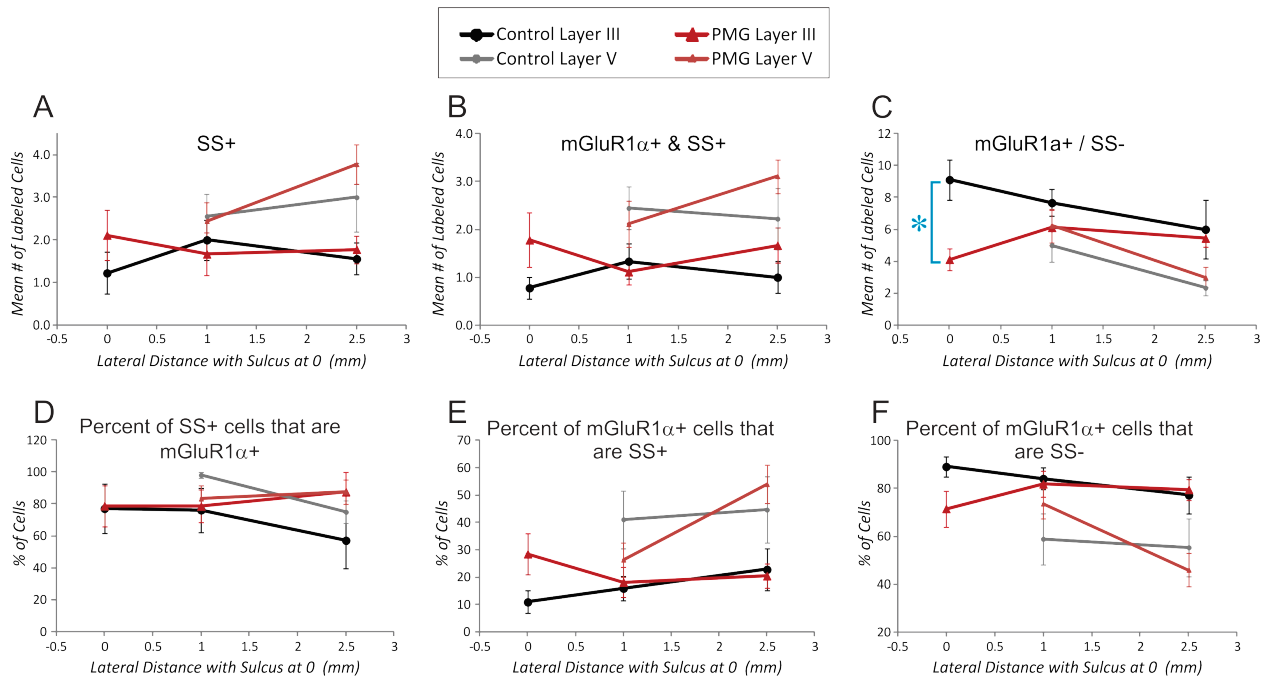 Control Layer III
PMG Layer III
Control Layer V
PMG Layer V
A
SS+
Mean # of Labeled Cells
4.0
3.0
2.0
1.0
0.0
-0.5
0
0.5
1
1.5
2
2.5
3
Lateral Distance with Sulcus at 0 (mm)
B
mGluR1α+ & SS+
Mean # of Labeled Cells
4.0
3.0
2.0
1.0
0.0
-0.5
0
0.5
1
1.5
2
2.5
3
Lateral Distance with Sulcus at 0 (mm)
C
mGluR1a+ / SS-
Mean # of Labeled Cells
12
10
8
6
4
2
0
*
-0.5
0
0.5
1
1.5
2
2.5
3
Lateral Distance with Sulcus at 0 (mm)
D
Percent of SS+ cells that are
mGluR1α+
% of Cells
120
100
80
60
40
20
0
-0.5
0
0.5
1
1.5
2
2.5
3
Lateral Distance with Sulcus at 0 (mm)
E
Percent of mGluR1α+ cells that
are SS+
% of Cells
70
60
50
40
30
20
10
0
-0.5
0
0.5
1
1.5
2
2.5
3
Lateral Distance with Sulcus at 0 (mm)
F
Percent of mGluR1α+ cells that
are SS-
% of Cells
100
80
60
40
20
-0.5
0
0.5
1
1.5
2
2.5
3
Lateral Distance with Sulcus at 0 (mm)